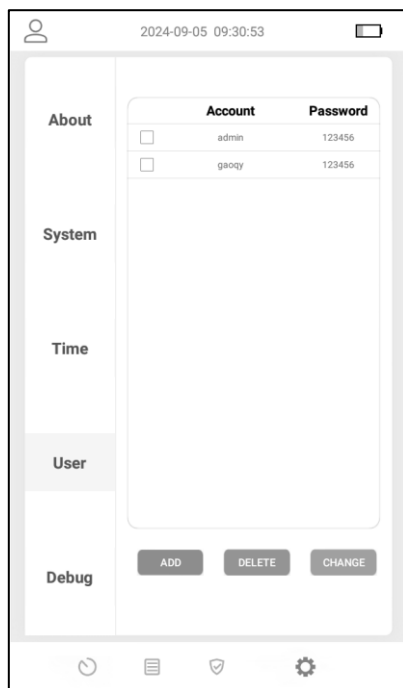 2024-09-05 09:30:53
About
System
Time
User
Debug
Account Password
admin 123456
gaoqy 123456
ADD DELETE CHANGE